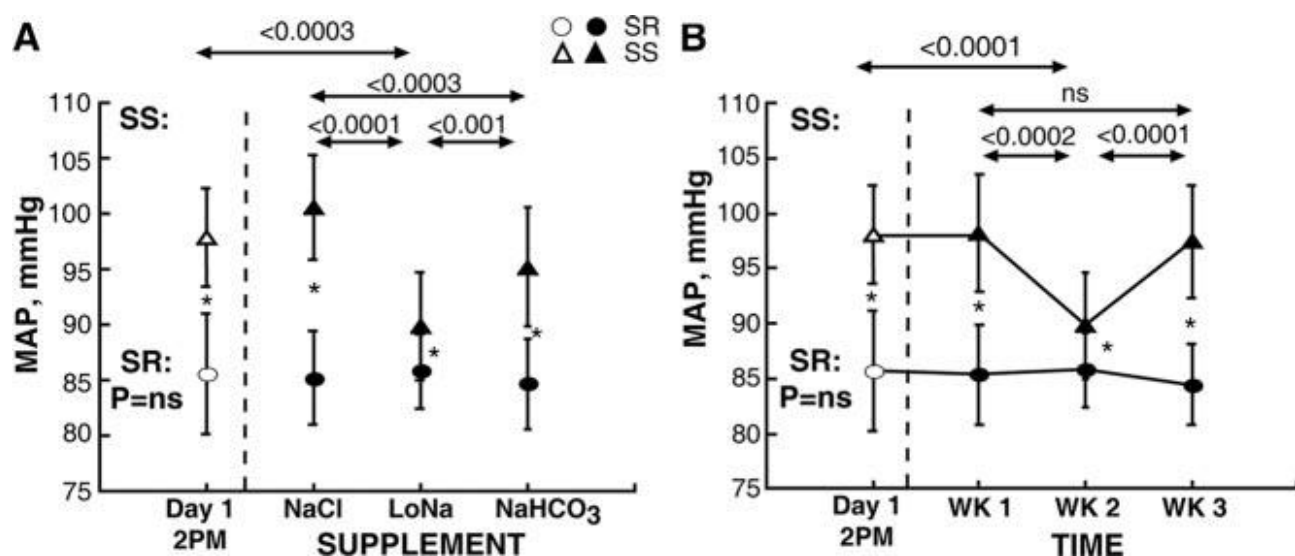 A
<0.0003
SR
SS
<0.0003
<0.0001
<0.001
SS:
SR:
P=ns
MAP, mmHg
110
105
100
95
90
85
80
75
*
*
*
*
Day 1
2PM
NaCl
LoNa
NaHCO3
SUPPLEMENT
B
<0.0001
ns
<0.0002
<0.0001
SS:
SR:
P=ns
MAP, mmHg
110
105
100
95
90
85
80
75
*
*
*
*
Day 1
2PM
WK 1
WK 2
WK 3
TIME